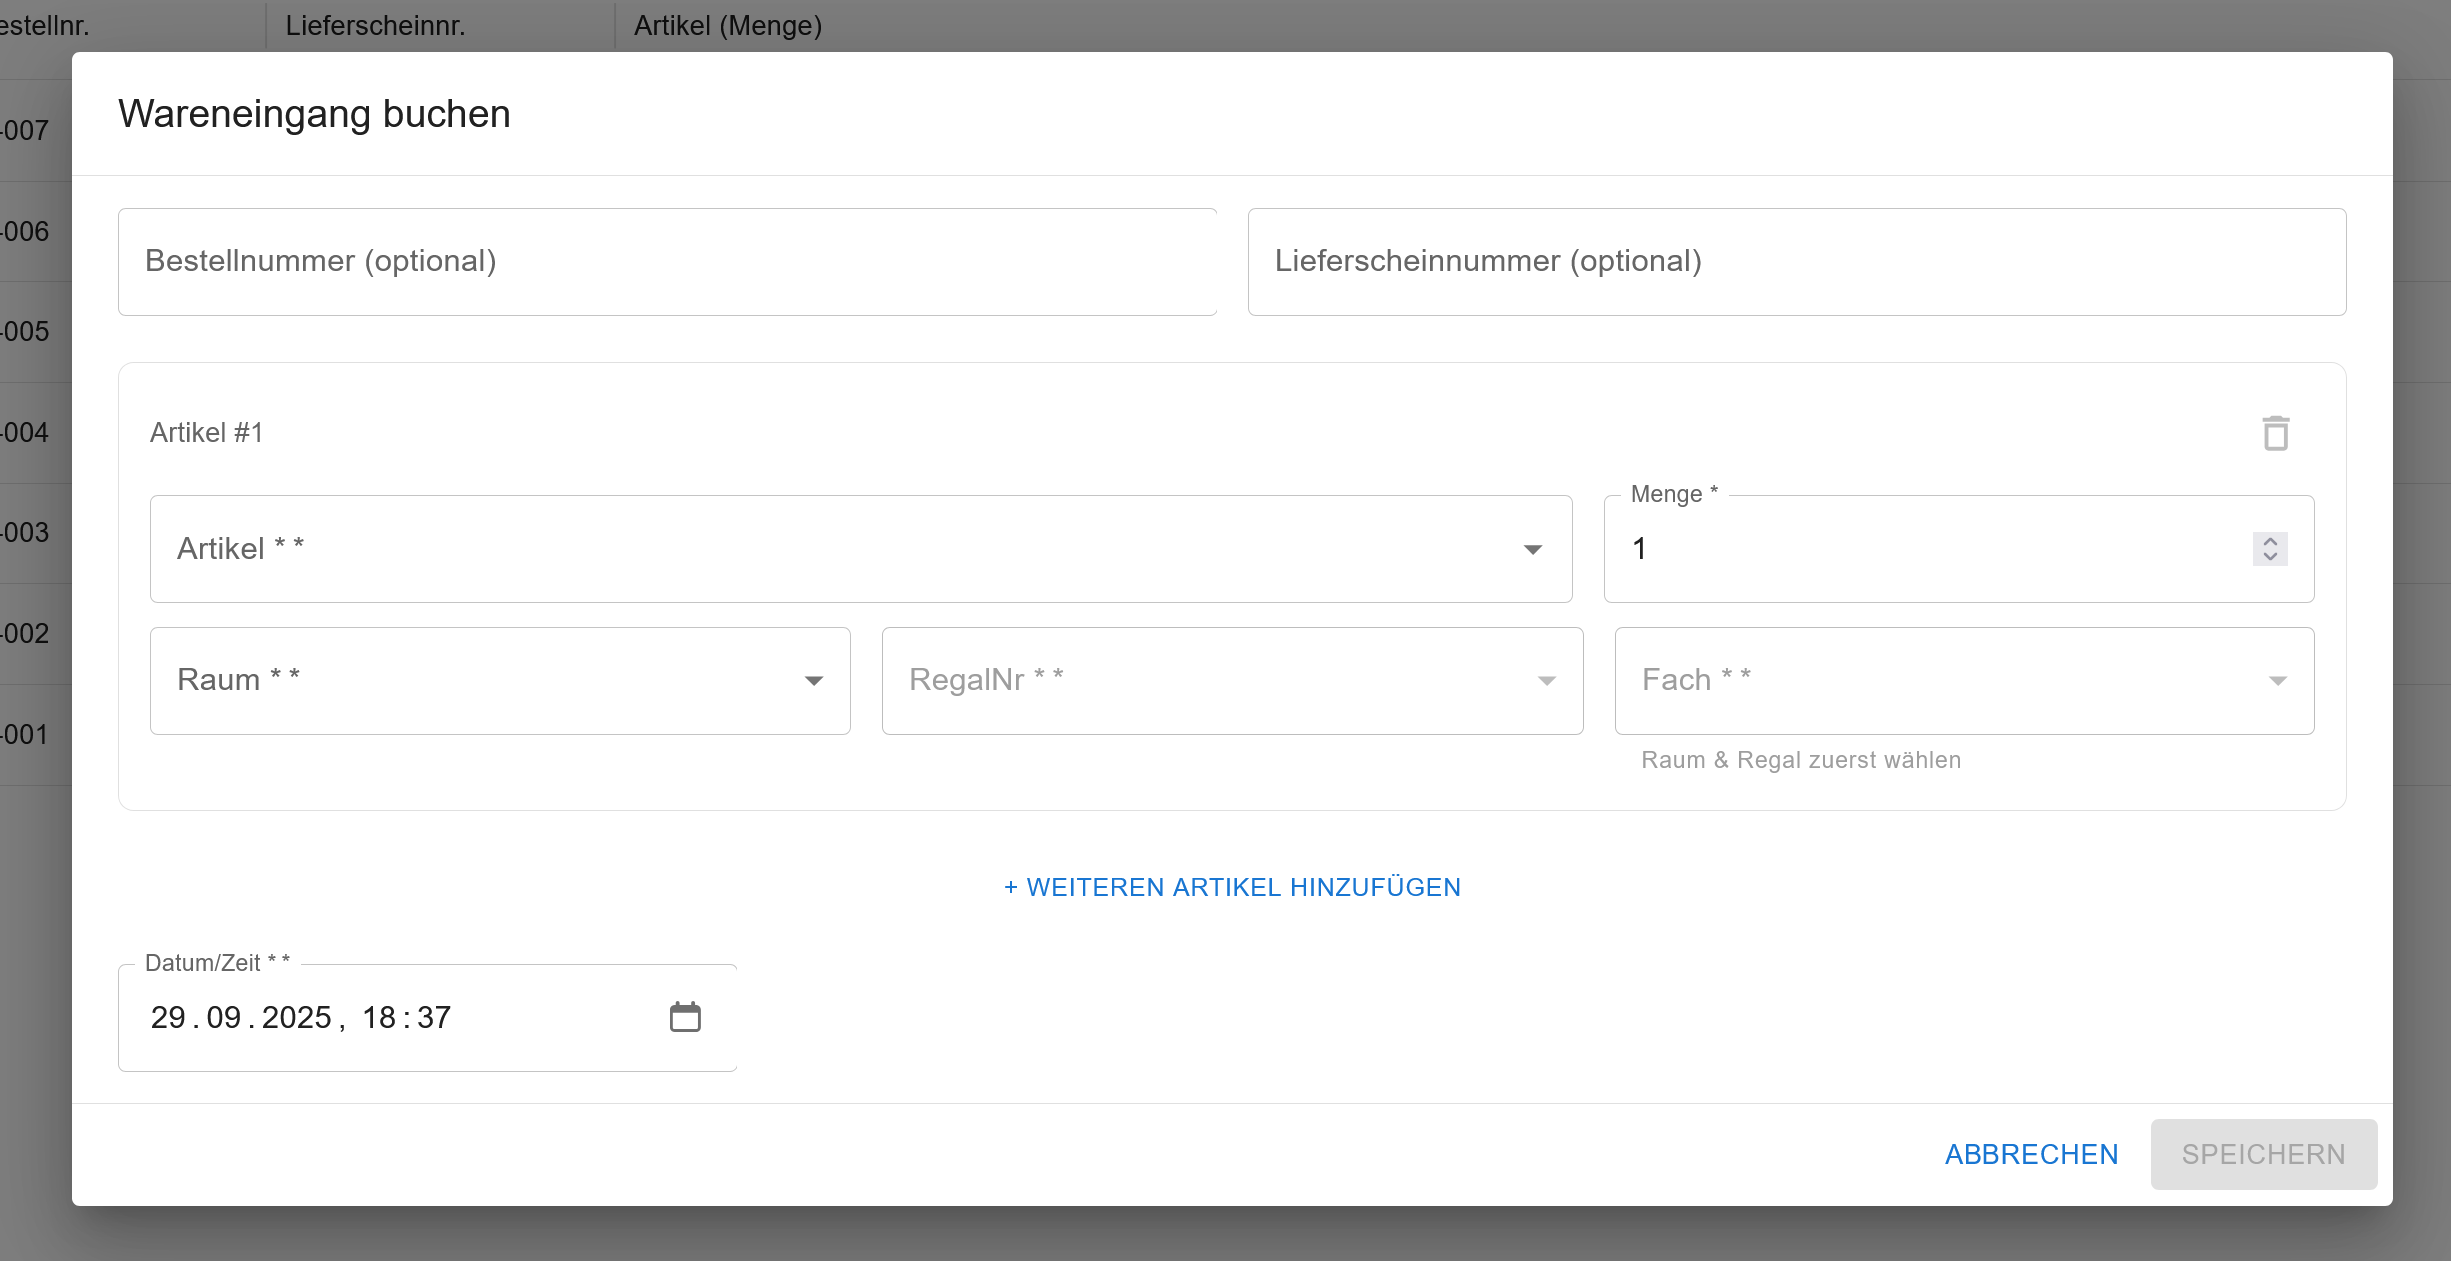 estellnr. Lieferscheinnr. Artikel (Menge)
Wareneingang buchen
-007
Bestellnummer (optional) Lieferscheinnummer (optional)
-006
-005
Artikel #1
-004
Menge *
Artikel * * 1
-003
Raum * * RegalNr * * Fach * *
-002
Raum & Regal zuerst wählen
-001
+ WEITEREN ARTIKEL HINZUFÜGEN
Datum/Zeit * *
29.09.2025, 18:37
ABBRECHEN SPEICHERN